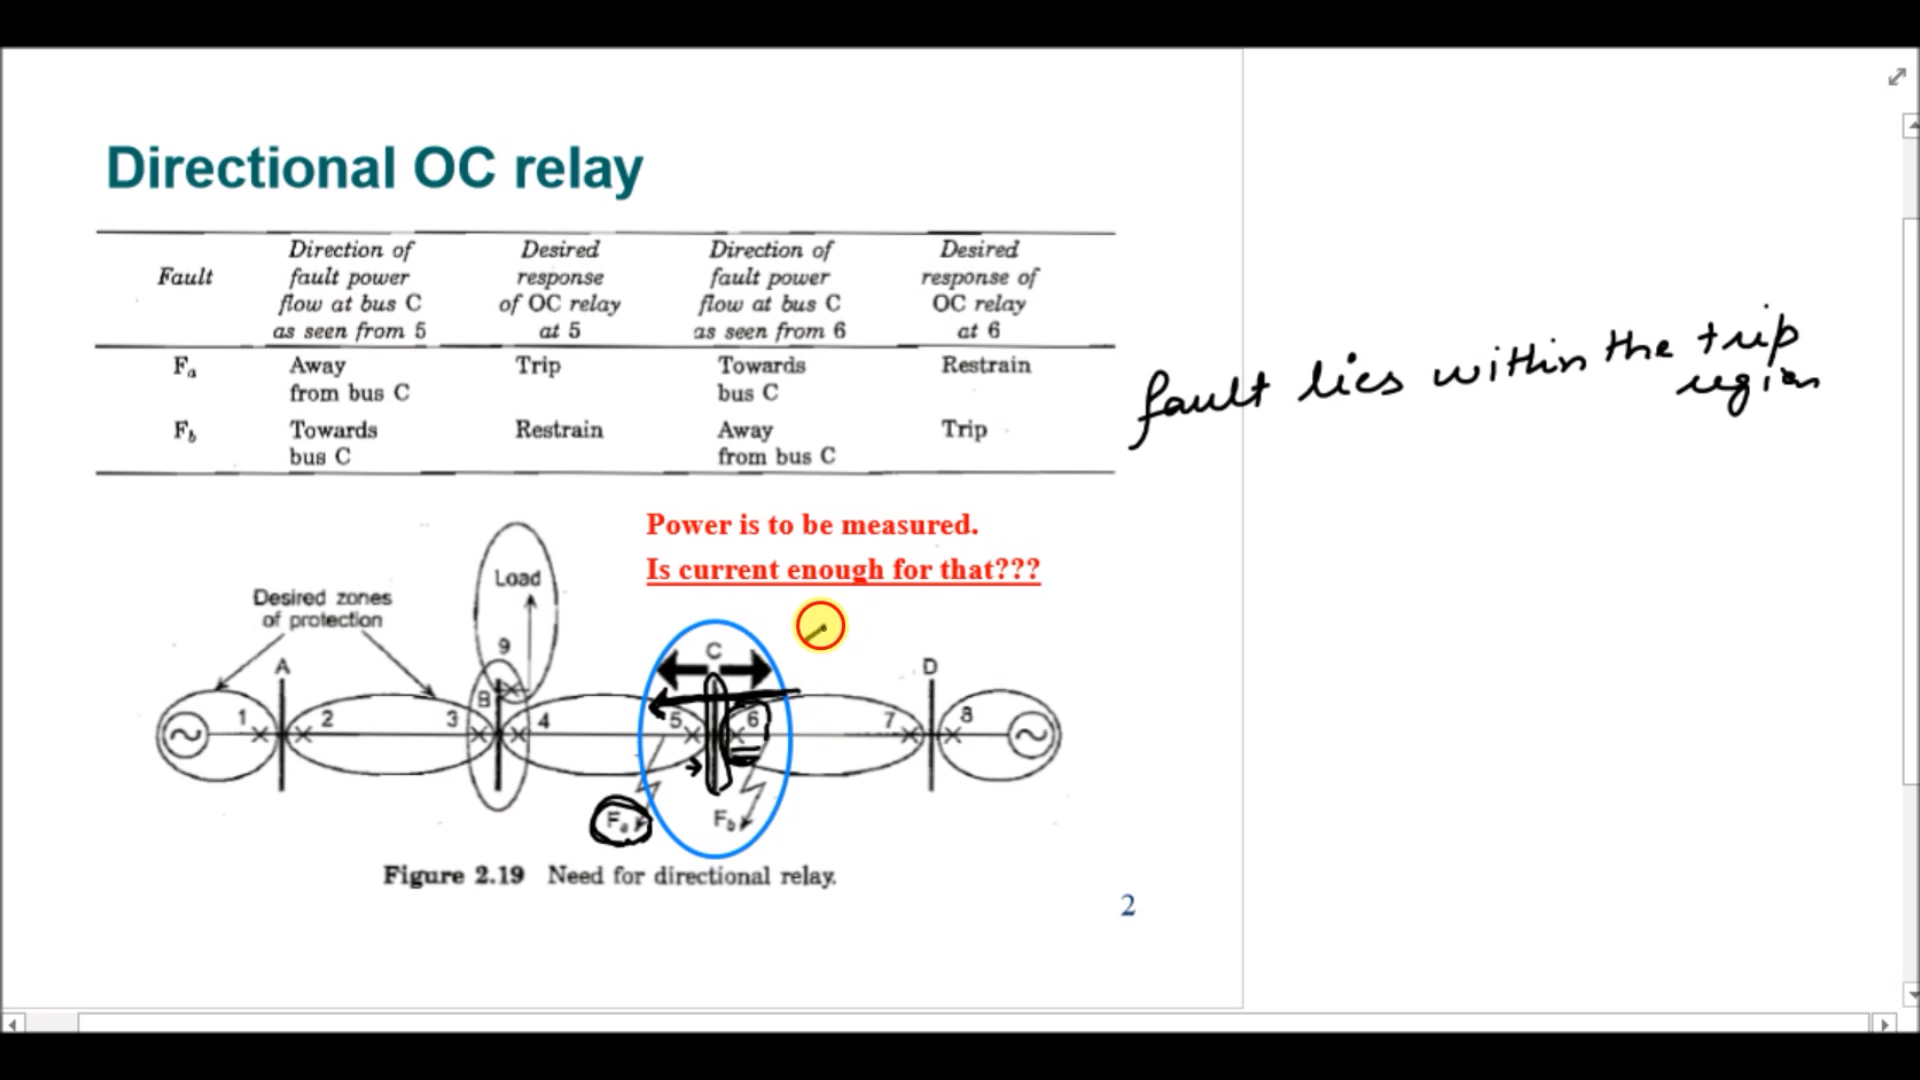 Directional OC relay
Fault
Direction of
fault power
flow at bus C
as seen from 5
Desired
response
of OC relay
at 5
Direction of
fault power
flow at bus C
as seen from 6
Desired
response of
OC relay
at 6
Fa
Away
from bus C
Trip
Towards
bus C
Restrain
Fb
Towards
bus C
Restrain
Away
from bus C
Trip
fault lies within the trip
region
Power is to be measured.
Is current enough for that???
Desired zones
of protection
Load
9
A
B
C
D
1
2
3
4
5
6
7
8
Fa
Fb
Figure 2.19 Need for directional relay.
2